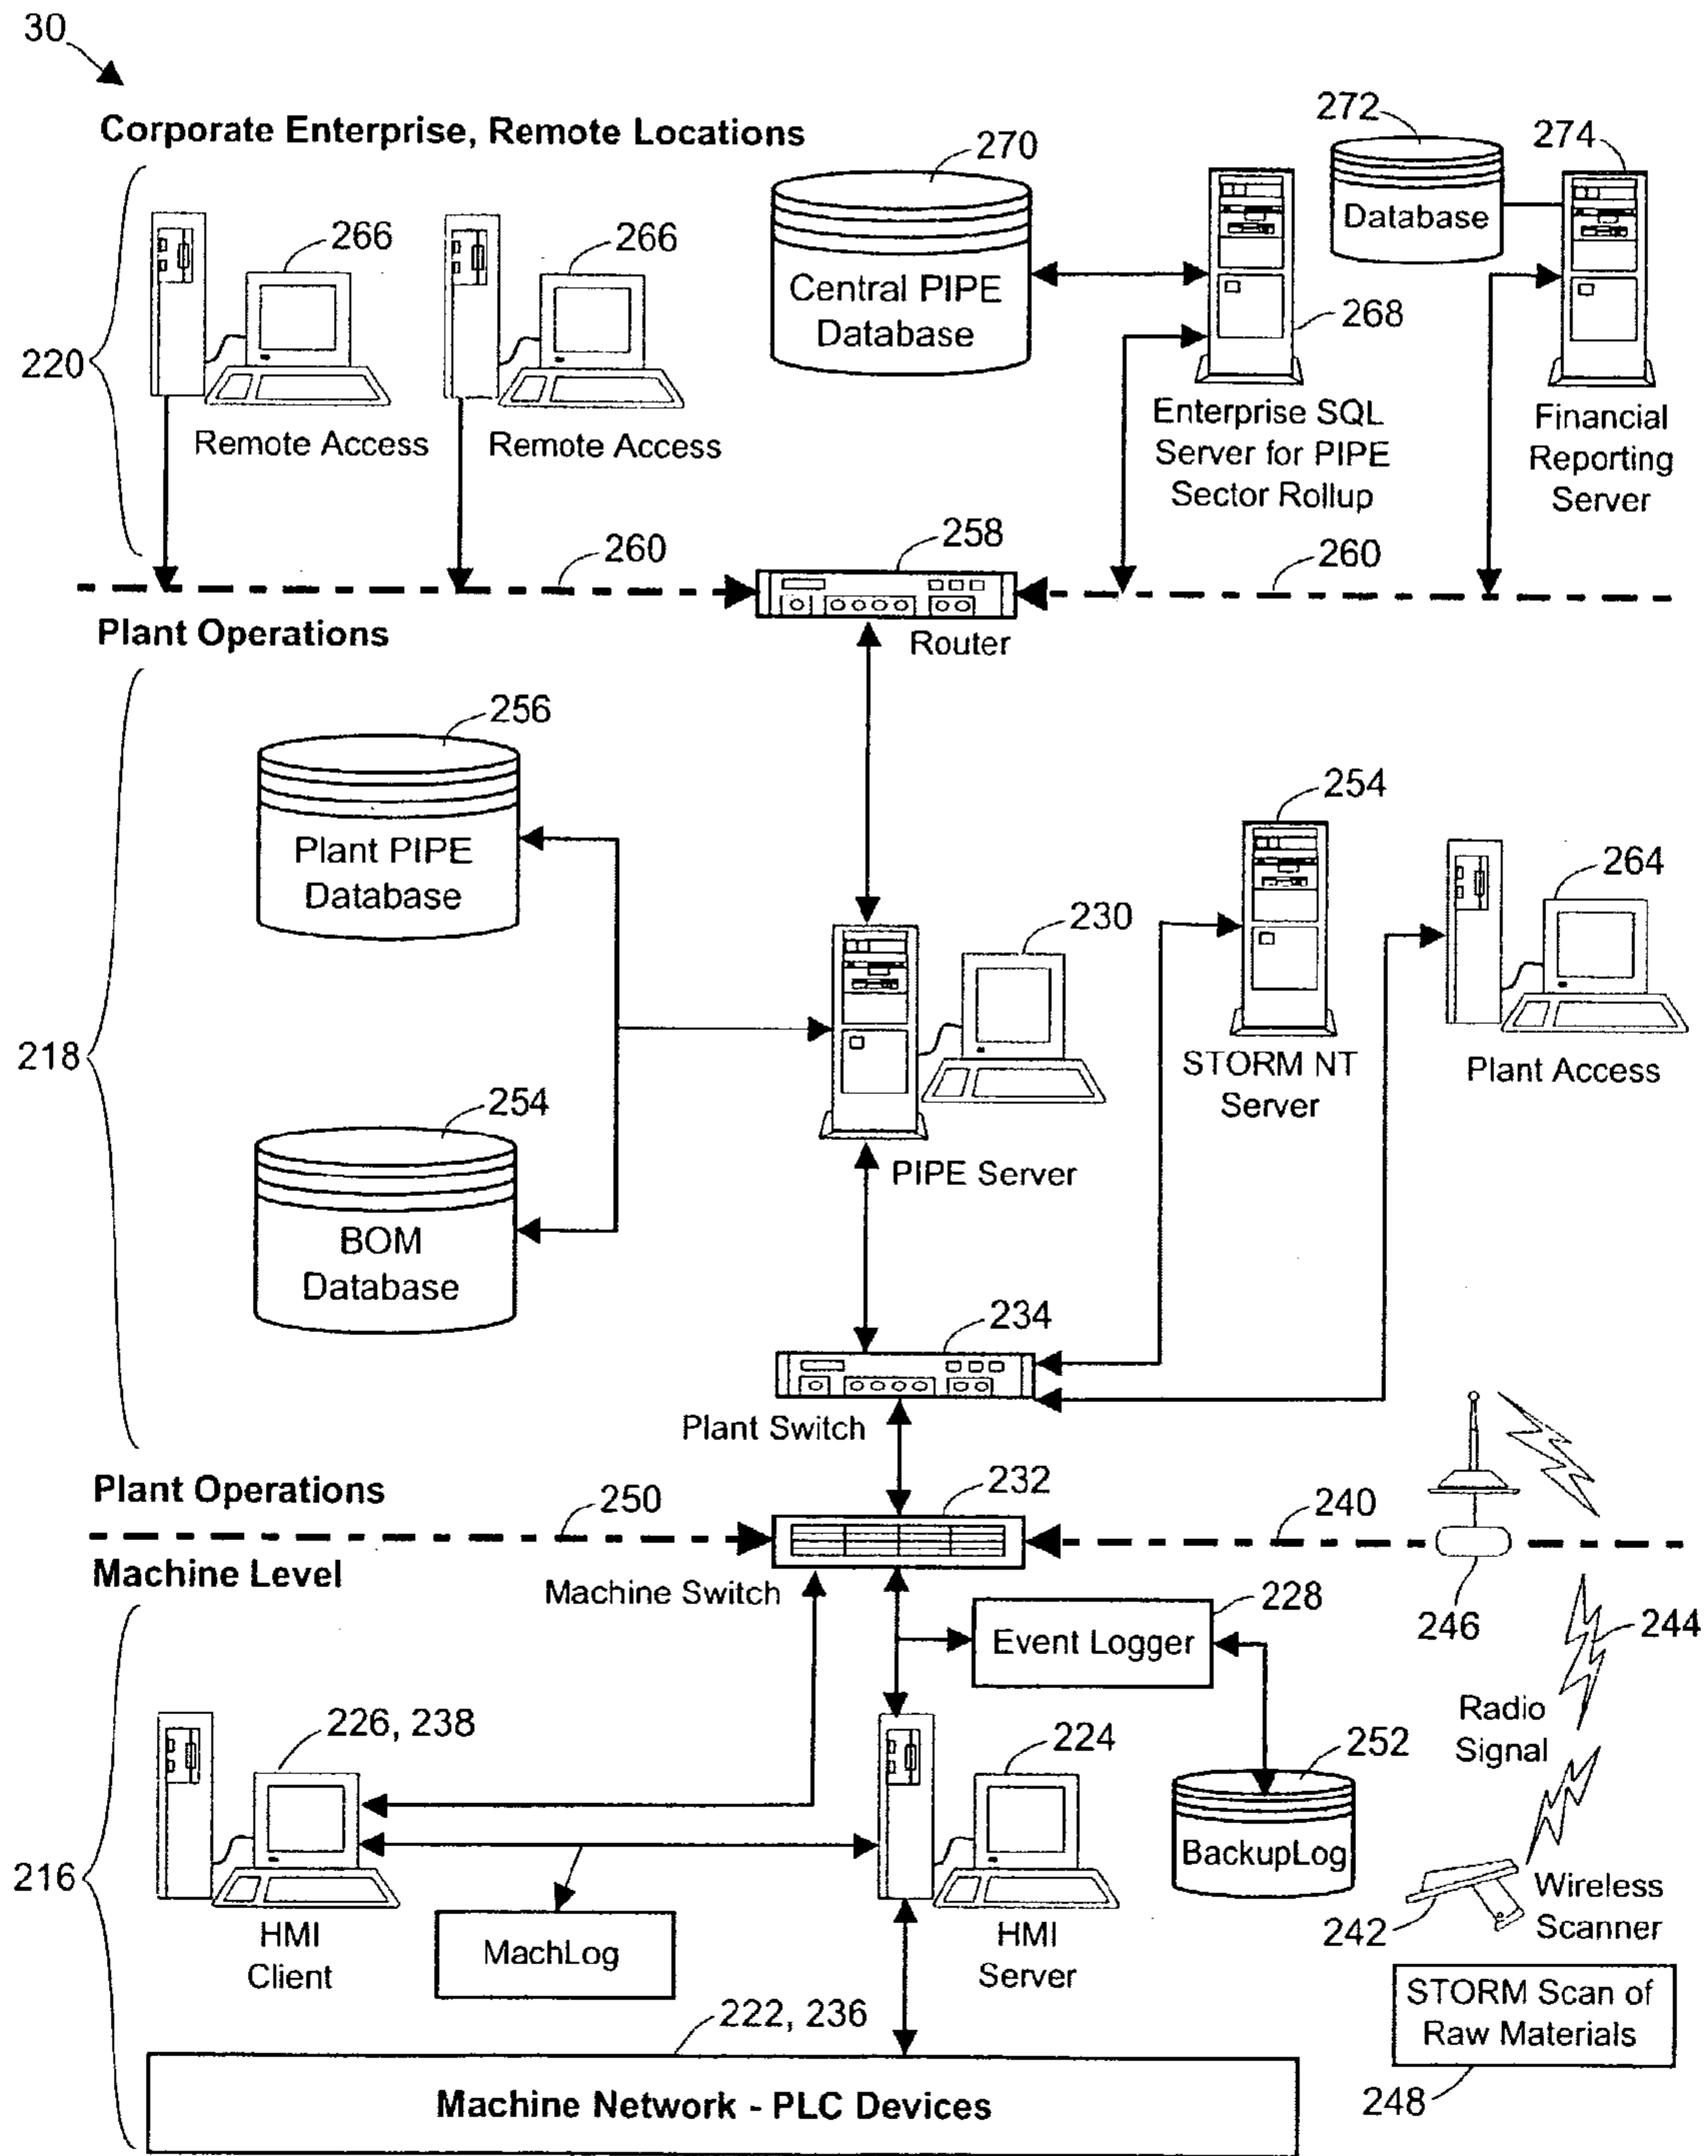 30
Corporate Enterprise, Remote Locations
270
272
274
Database
266
266
Central PIPE
Database
268
220
Remote Access
Remote Access
Enterprise SQL
Server for PIPE
Sector Rollup
Financial
Reporting
Server
260
258
260
Plant Operations
Router
256
Plant PIPE
Database
254
264
230
218
STORM NT
Server
Plant Access
254
PIPE Server
BOM
Database
234
Plant Switch
Plant Operations
250
232
240
Machine Level
Machine Switch
228
Event Logger
246
244
Radio
Signal
226, 238
224
252
BackupLog
216
Wireless
Scanner
242
HMI
Client
MachLog
HMI
Server
STORM Scan of
Raw Materials
222, 236
248
Machine Network - PLC Devices